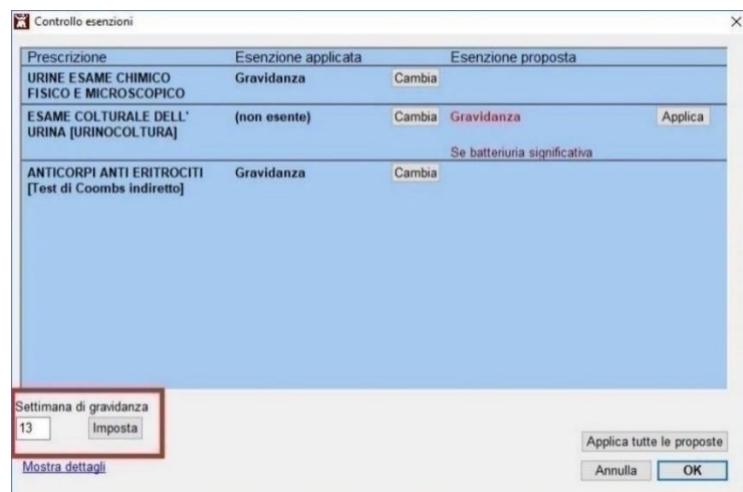 Controllo esenzioni
Prescrizione Esenzione applicata Esenzione proposta
URINE ESAME CHIMICO Gravidanza Cambia
FISICO E MICROSCOPICO
ESAME COLTURALE DELL' (non esente) Cambia Gravidanza Applica
URINA [URINOCOLTURA]
Se batteriuria significativa
ANTICORPI ANTI ERITROCITI Gravidanza Cambia
[Test di Coombs indiretto]
Settimana di gravidanza
13 Imposta
Applica tutte le proposte
Mostra dettagli Annulla OK